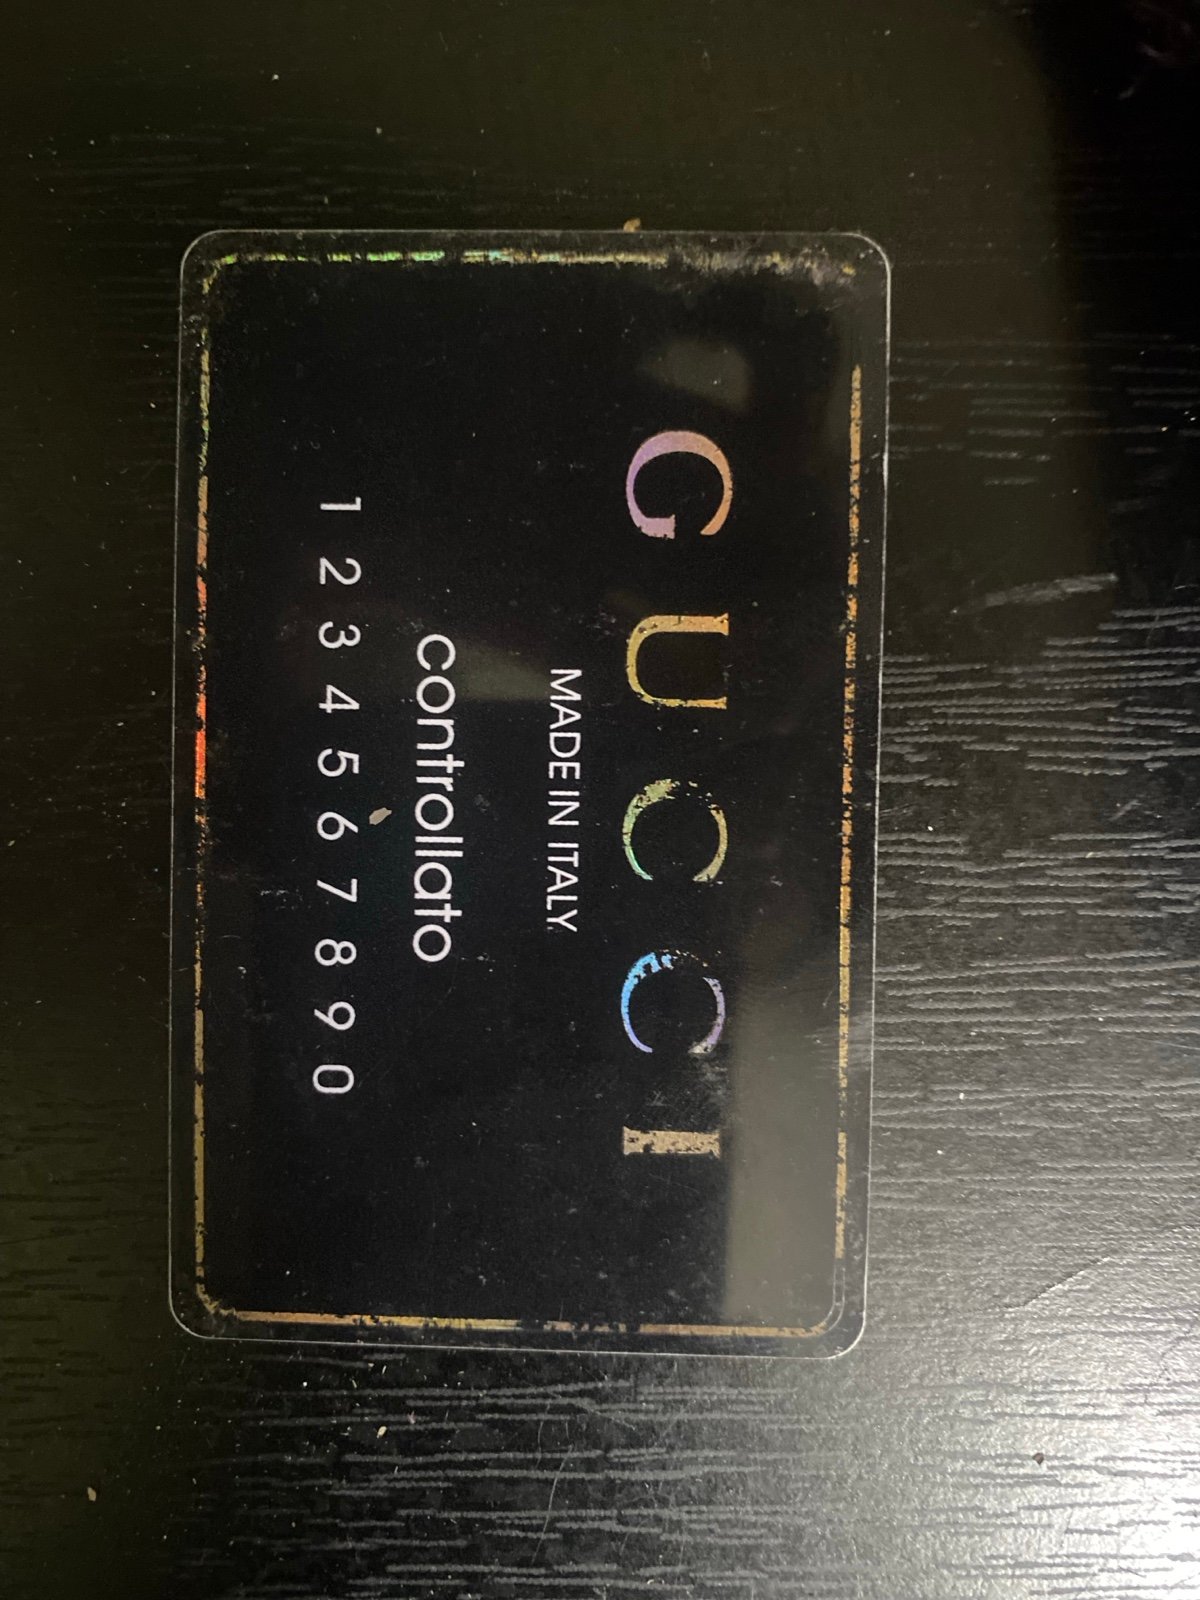 GUCCI
MADE IN ITALY
controllato
1 2 3 4 5 6 7 8 9 0